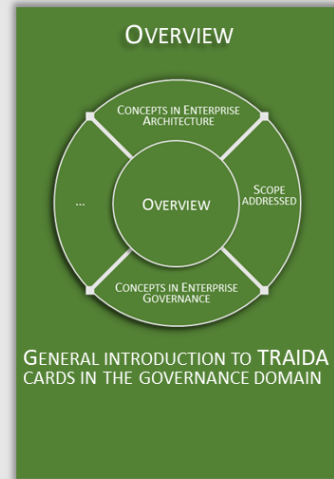 OVERVIEW
CONCEPTS IN ENTERPRISE
ARCHITECTURE
...
OVERVIEW
SCOPE
ADDRESSED
CONCEPTS IN ENTERPRISE
GOVERNANCE
GENERAL INTRODUCTION TO TRAIDA
CARDS IN THE GOVERNANCE DOMAIN